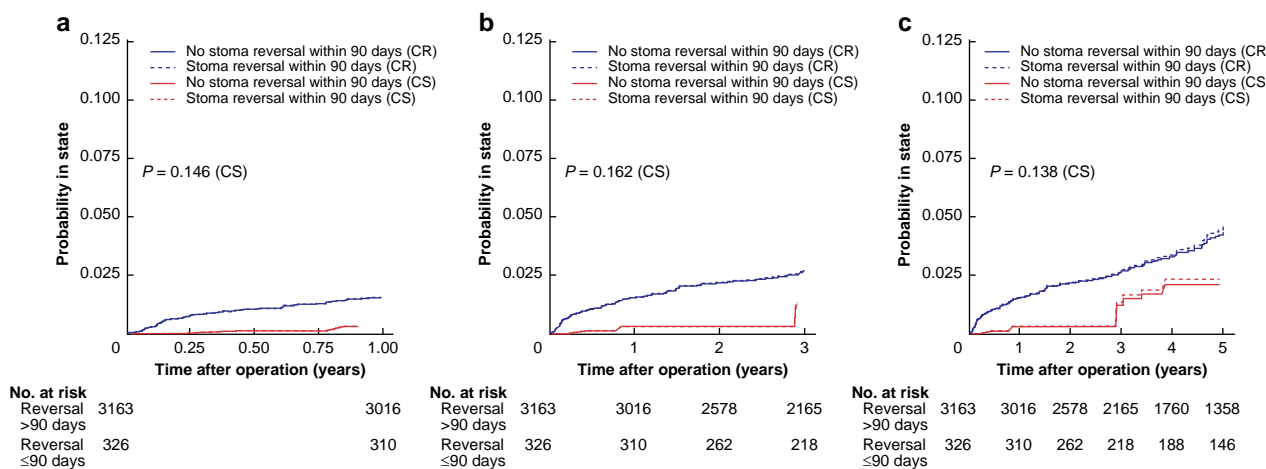 a
0.125
0.100
0.075
0.050
0.025
0.000
Probability in state
No stoma reversal within 90 days (CR)
Stoma reversal within 90 days (CR)
No stoma reversal within 90 days (CS)
Stoma reversal within 90 days (CS)
P = 0.146 (CS)
0 0.25 0.50 0.75 1.00
Time after operation (years)
No. at risk
Reversal 3163 3016
>90 days
Reversal 326 310
≤90 days
b
0.125
0.100
0.075
0.050
0.025
0.000
Probability in state
No stoma reversal within 90 days (CR)
Stoma reversal within 90 days (CR)
No stoma reversal within 90 days (CS)
Stoma reversal within 90 days (CS)
P = 0.162 (CS)
0 1 2 3
Time after operation (years)
No. at risk
Reversal 3163 3016 2578 2165
>90 days
Reversal 326 310 262 218
≤90 days
c
0.125
0.100
0.075
0.050
0.025
0.000
Probability in state
No stoma reversal within 90 days (CR
Stoma reversal within 90 days (CR)
No stoma reversal within 90 days (CS
Stoma reversal within 90 days (CS)
P = 0.138 (CS)
0 1 2 3 4 5
Time after operation (years)
No. at risk
Reversal 3163 3016 2578 2165 1760 1358
>90 days
Reversal 326 310 262 218 188 146
≤90 days